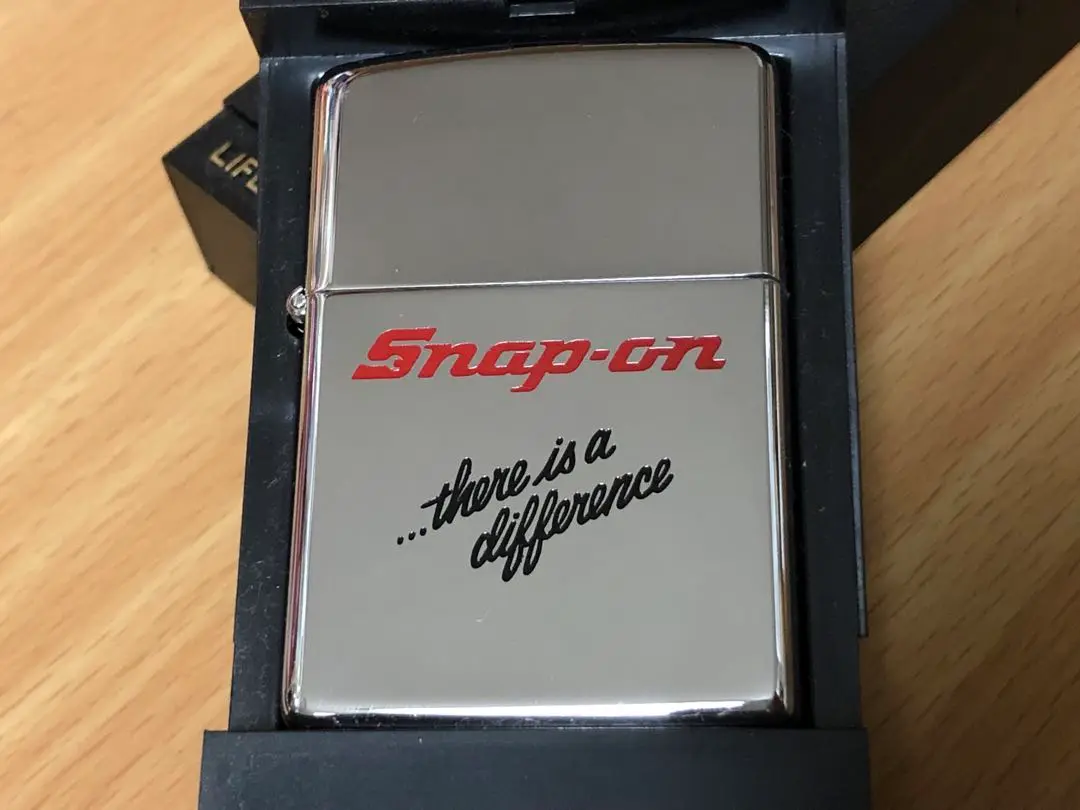 Snap-on
...there is a
difference